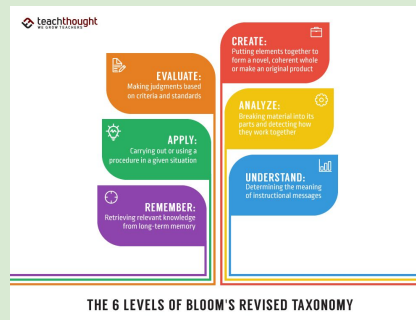 teachthought
WE GROW TEACHERS
CREATE:
Putting elements together to
form a novel, coherent whole
or make an original product
EVALUATE:
Making judgments based
on criteria and standards
ANALYZE:
Breaking material into its
parts and detecting how
they work together
APPLY:
Carrying out or using a
procedure in a given situation
UNDERSTAND:
Determining the meaning
of instructional messages
REMEMBER:
Retrieving relevant knowledge
from long-term memory
THE 6 LEVELS OF BLOOM'S REVISED TAXONOMY